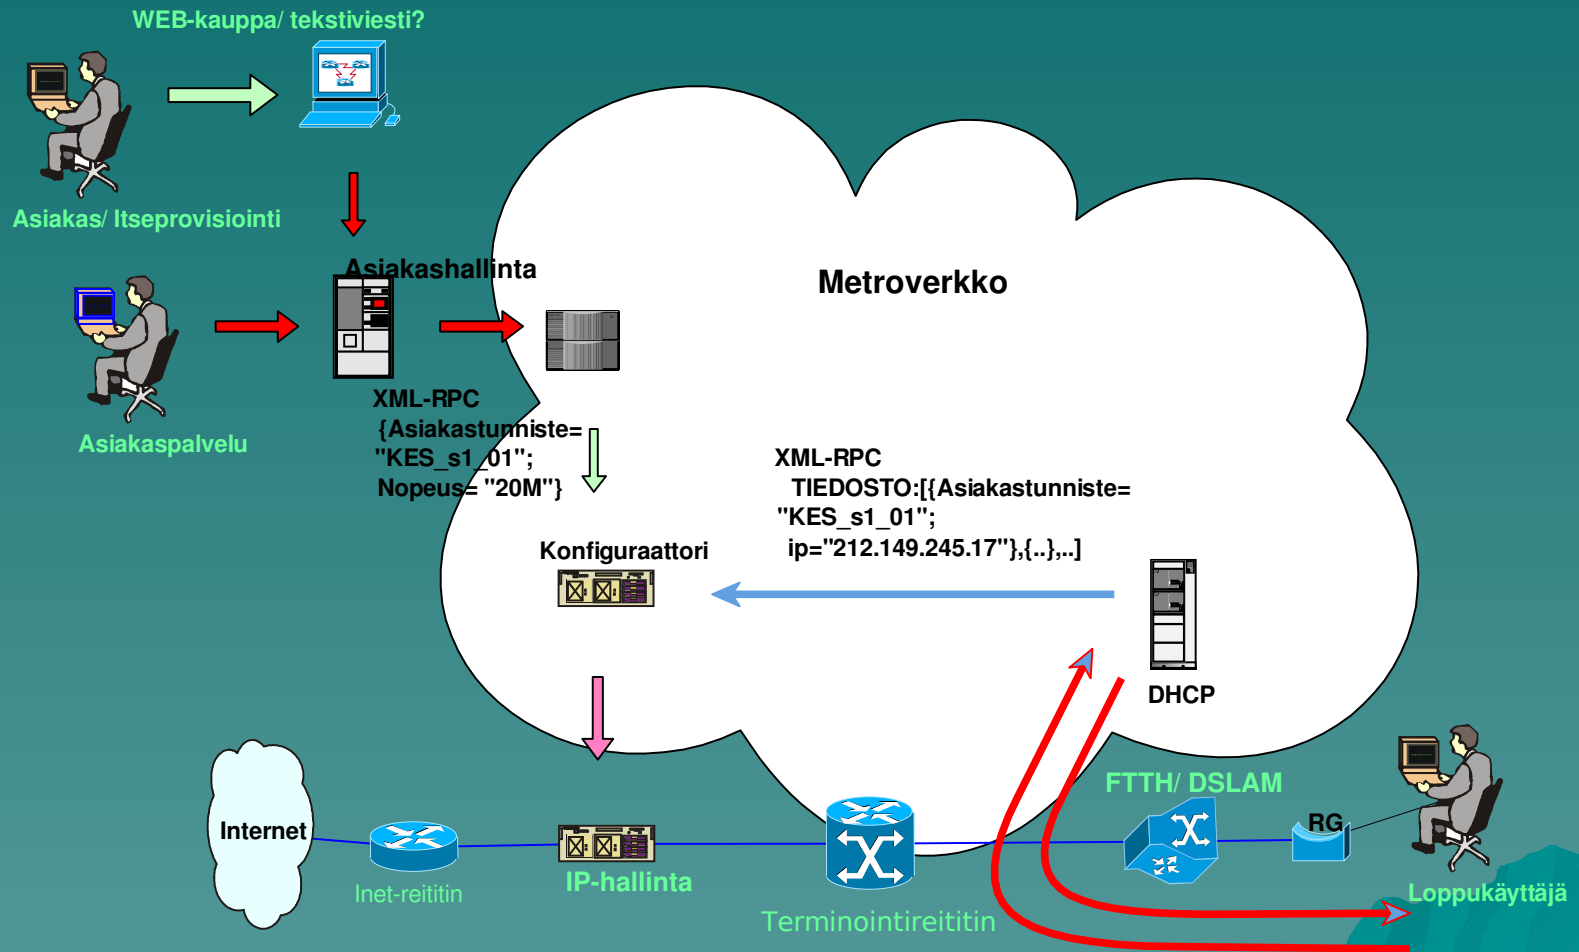 WEB-kauppa/ tekstiviesti?
Asiakas/ Itseprovisiointi
Asiakashallinta
Metroverkko
Asiakaspalvelu
XML-RPC
{Asiakastunniste=
"KES_s1_01";
Nopeus= "20M"}
XML-RPC
TIEDOSTO:[{Asiakastunniste=
"KES_s1_01";
ip="212.149.245.17"},{..},..]
Konfiguraattori
DHCP
FTTH/ DSLAM
Internet
RG
Inet-reititin
IP-hallinta
Terminointireititin
Loppukäyttäjä